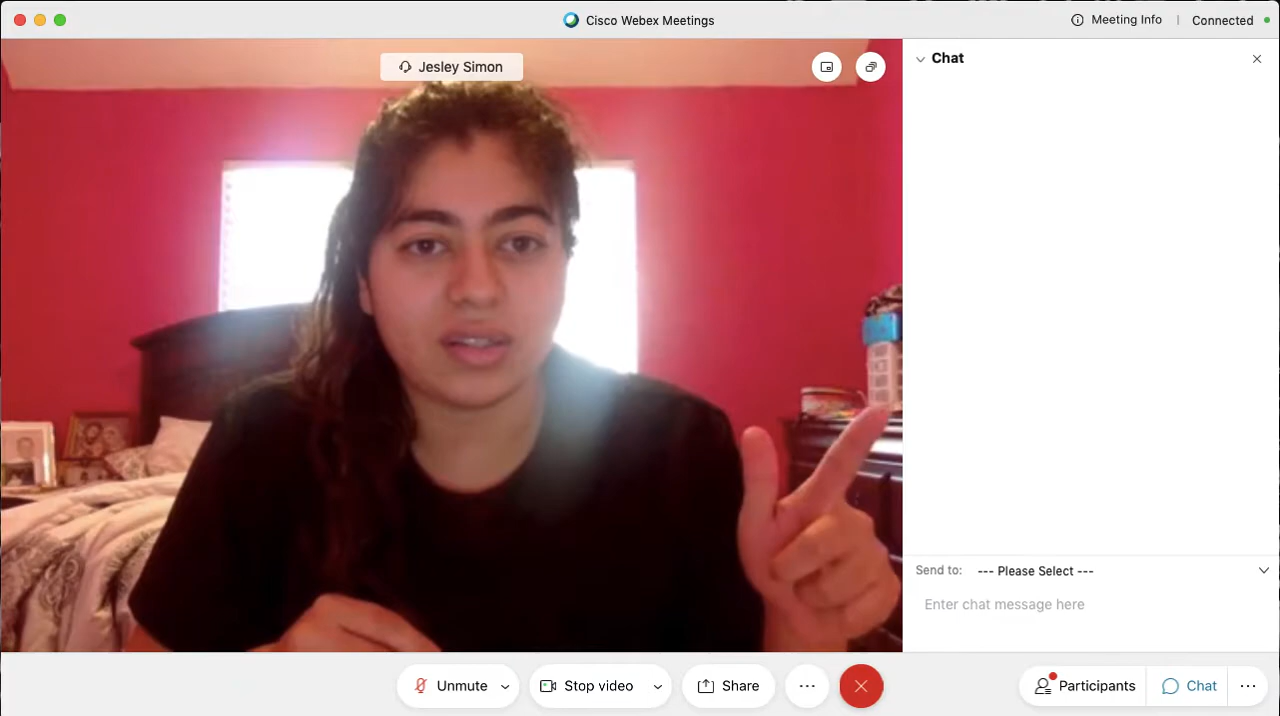 Cisco Webex Meetings
Meeting Info
Connected
Jesley Simon
Chat
Send to: --- Please Select ---
Enter chat message here
Unmute
Stop video
Share
Participants
Chat